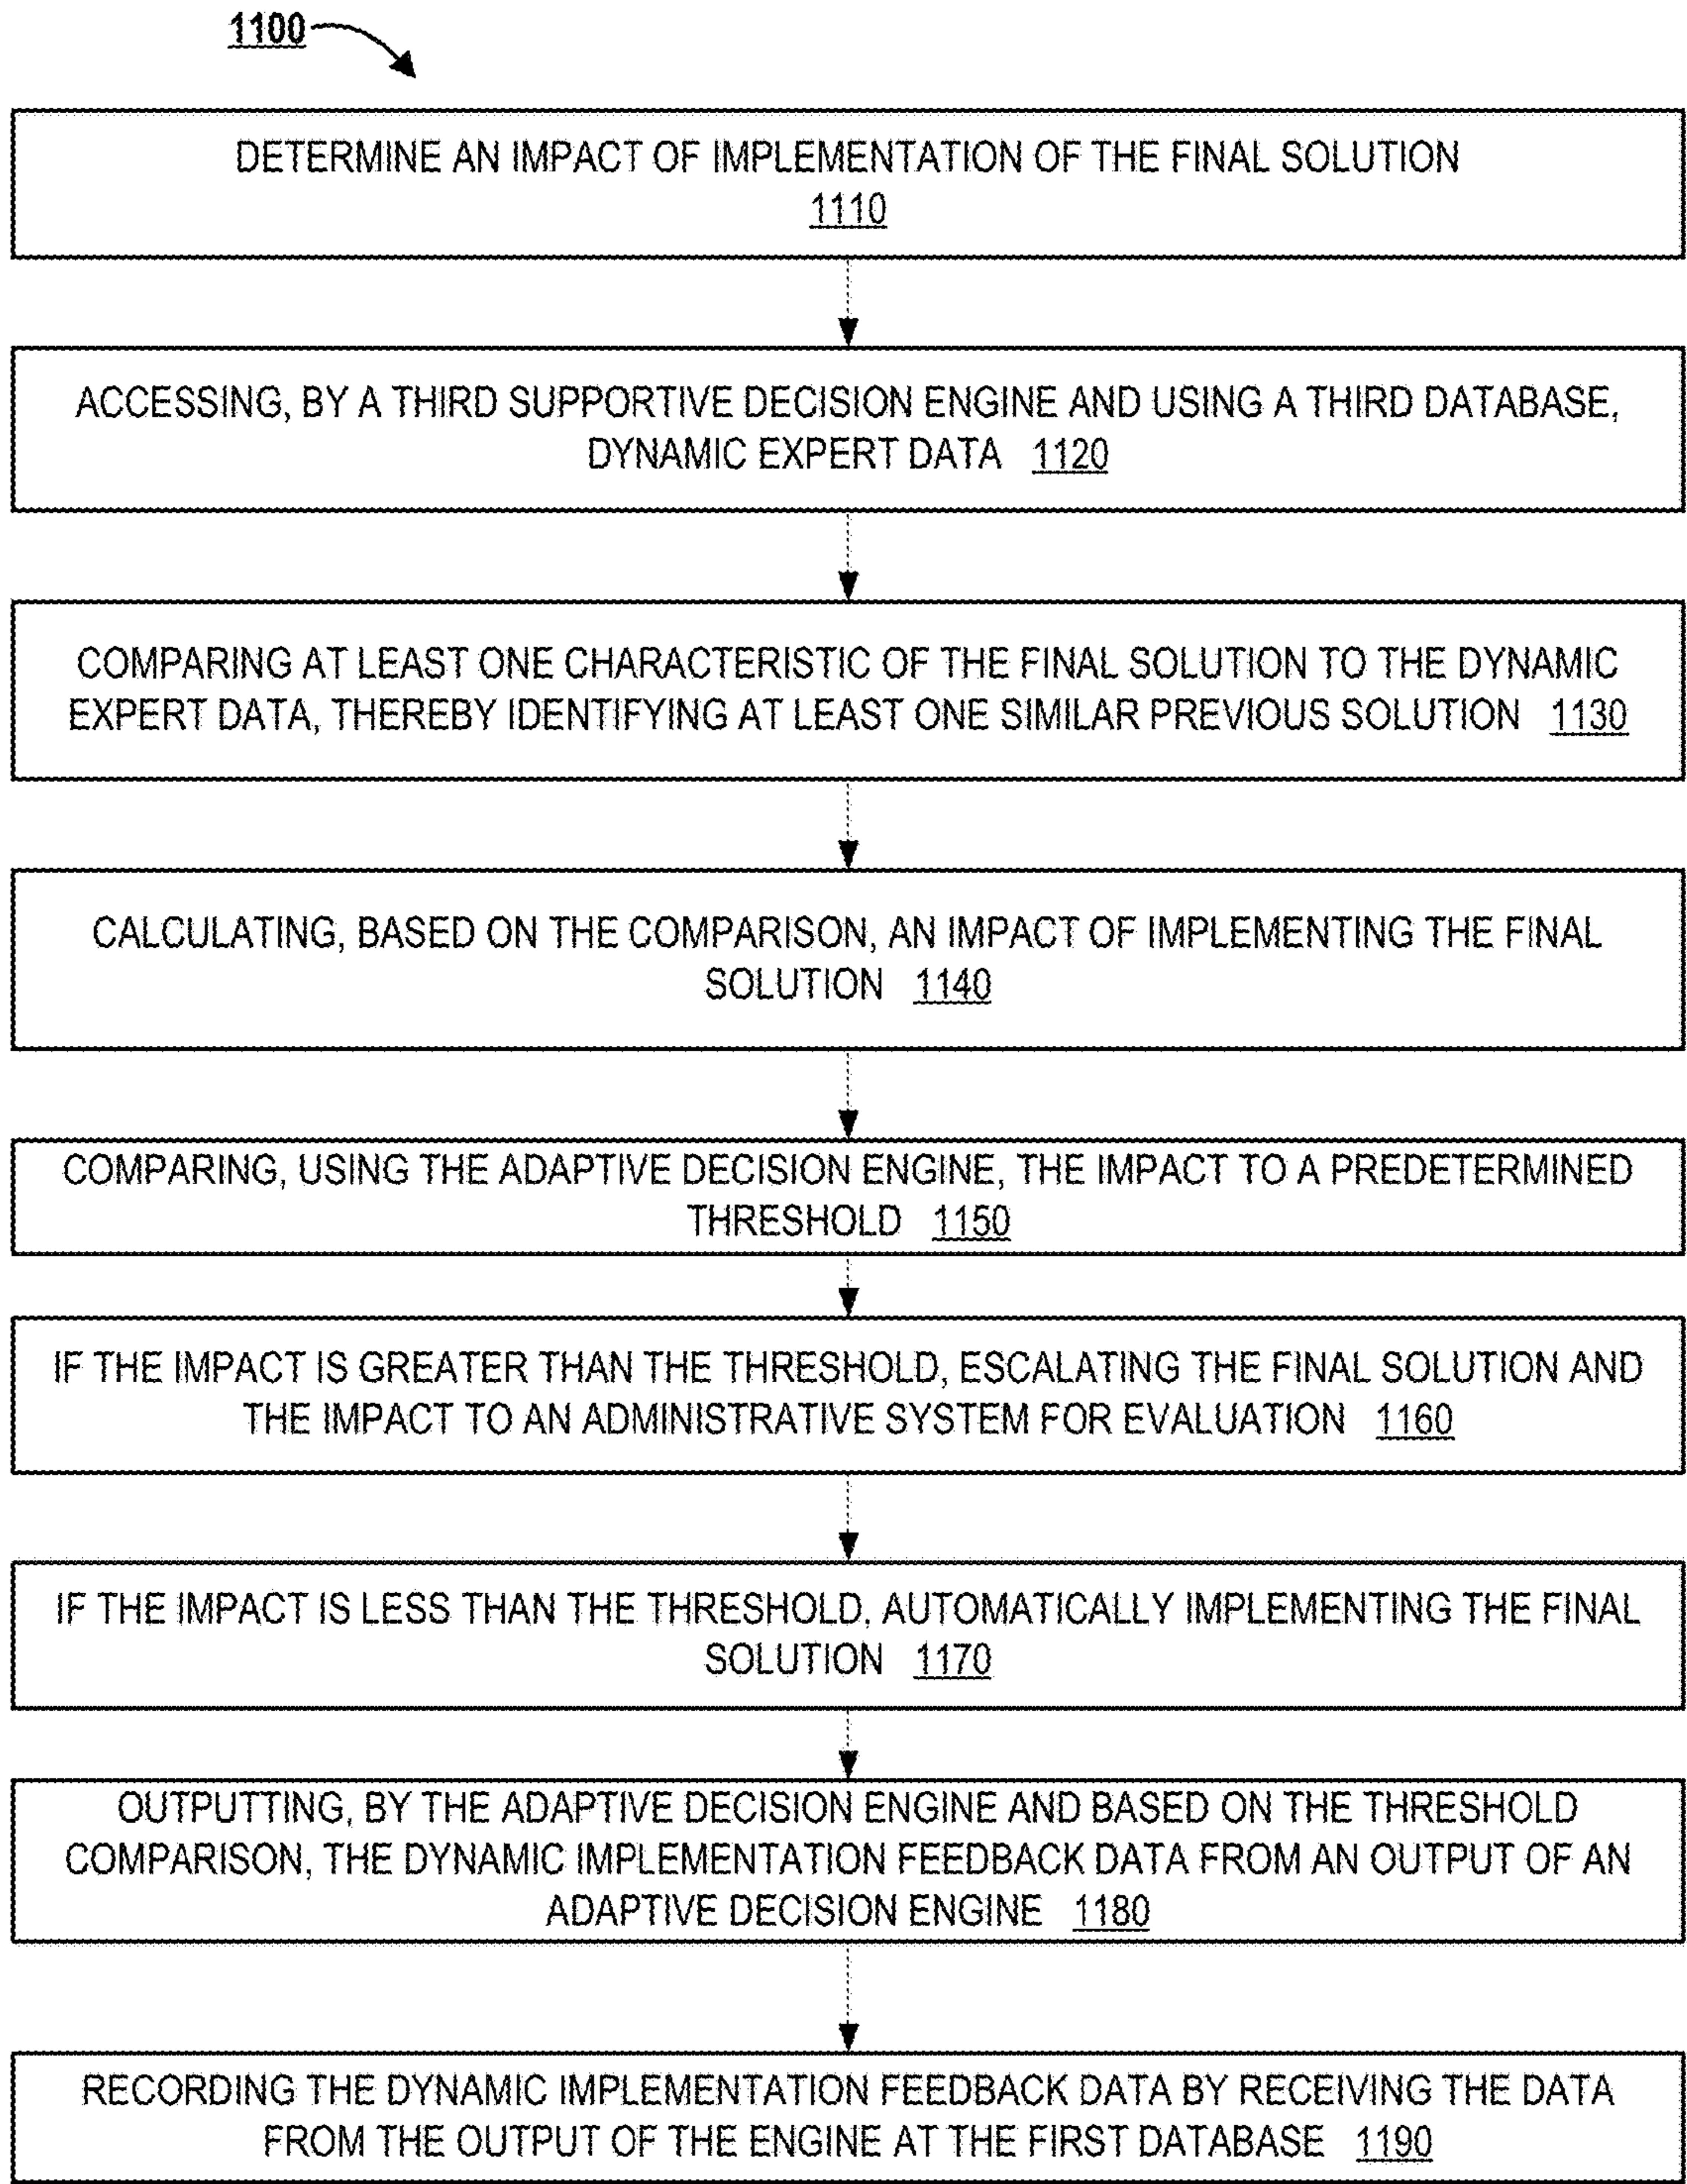 1100
DETERMINE AN IMPACT OF IMPLEMENTATION OF THE FINAL SOLUTION
1110
ACCESSING, BY A THIRD SUPPORTIVE DECISION ENGINE AND USING A THIRD DATABASE,
DYNAMIC EXPERT DATA 1120
COMPARING AT LEAST ONE CHARACTERISTIC OF THE FINAL SOLUTION TO THE DYNAMIC
EXPERT DATA, THEREBY IDENTIFYING AT LEAST ONE SIMILAR PREVIOUS SOLUTION 1130
CALCULATING, BASED ON THE COMPARISON, AN IMPACT OF IMPLEMENTING THE FINAL
SOLUTION 1140
COMPARING, USING THE ADAPTIVE DECISION ENGINE, THE IMPACT TO A PREDETERMINED
THRESHOLD 1150
IF THE IMPACT IS GREATER THAN THE THRESHOLD, ESCALATING THE FINAL SOLUTION AND
THE IMPACT TO AN ADMINISTRATIVE SYSTEM FOR EVALUATION 1160
IF THE IMPACT IS LESS THAN THE THRESHOLD, AUTOMATICALLY IMPLEMENTING THE FINAL
SOLUTION 1170
OUTPUTTING, BY THE ADAPTIVE DECISION ENGINE AND BASED ON THE THRESHOLD
COMPARISON, THE DYNAMIC IMPLEMENTATION FEEDBACK DATA FROM AN OUTPUT OF AN
ADAPTIVE DECISION ENGINE 1180
RECORDING THE DYNAMIC IMPLEMENTATION FEEDBACK DATA BY RECEIVING THE DATA
FROM THE OUTPUT OF THE ENGINE AT THE FIRST DATABASE 1190